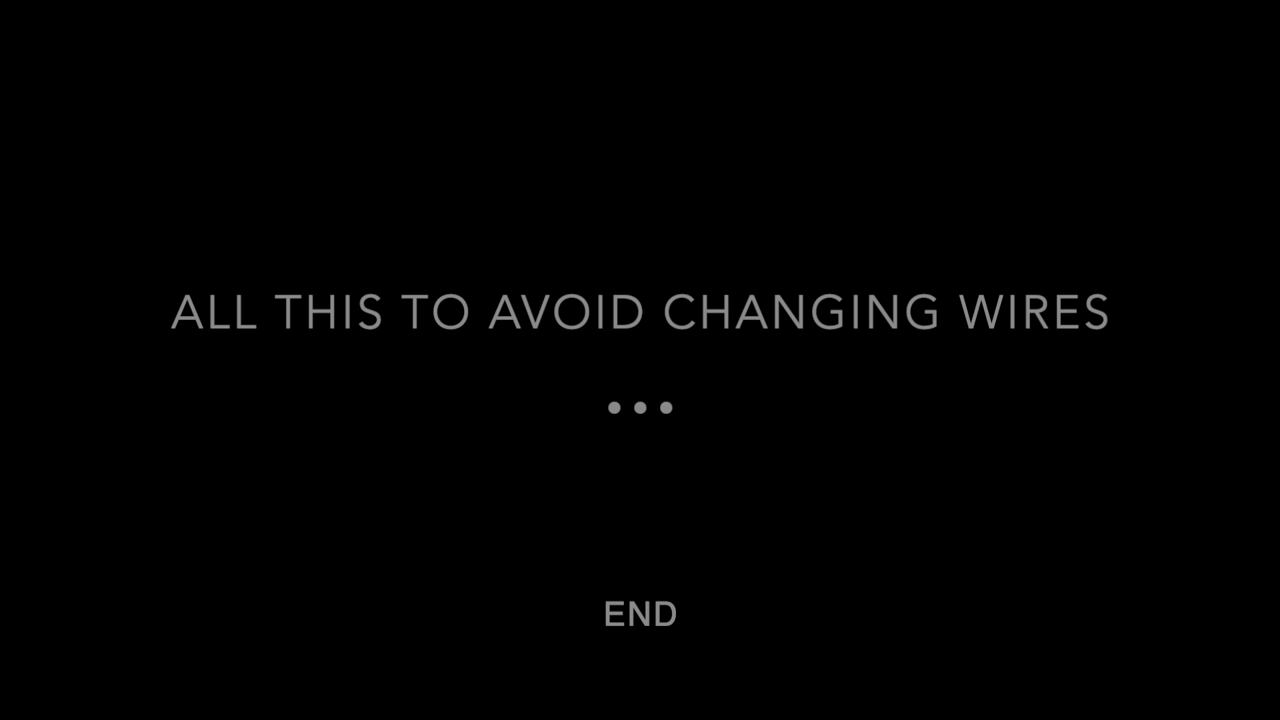 ALL THIS TO AVOID CHANGING WIRES
•••
END